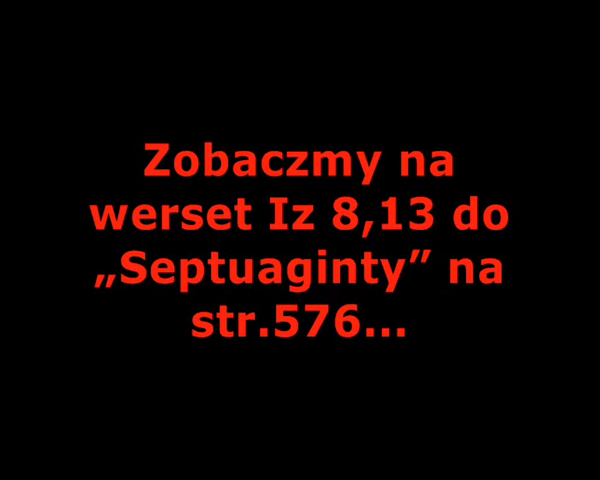 Zobaczmy na
werset Iz 8,13 do
„Septuaginty” na
str.576...